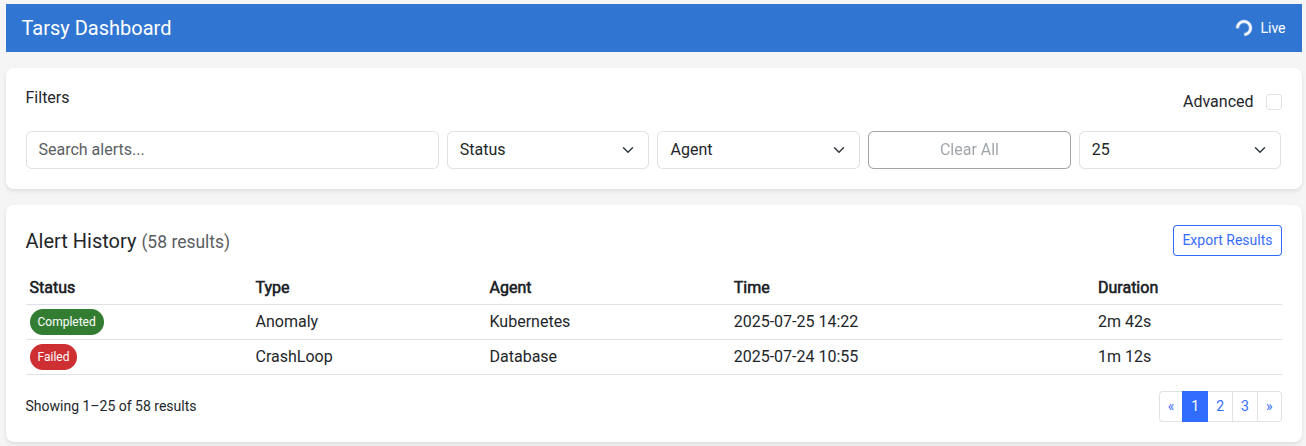 Tarsy Dashboard
Live
Filters
Advanced
Search alerts...
Status
Agent
Clear All
25
Alert History (58 results)
Export Results
Status Type Agent Time Duration
Completed Anomaly Kubernetes 2025-07-25 14:22 2m 42s
Failed CrashLoop Database 2025-07-24 10:55 1m 12s
Showing 1–25 of 58 results
« 1 2 3 »